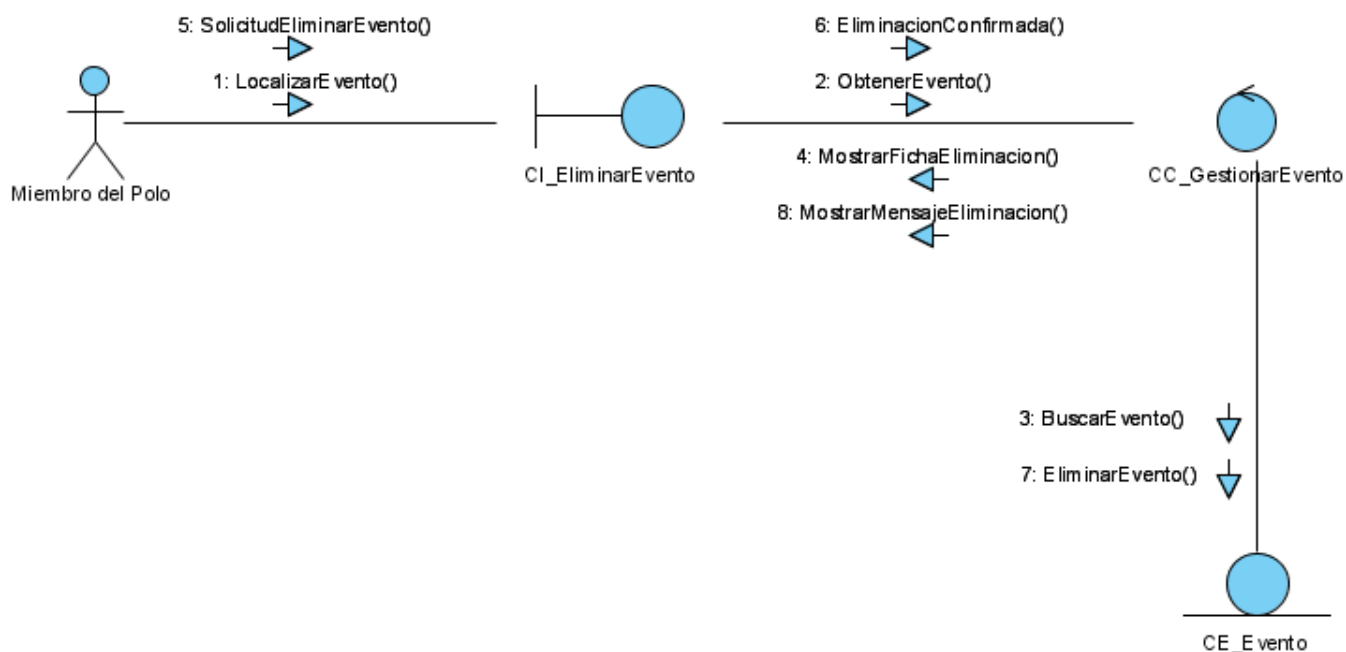 5: SolicitudEliminarEvento()
6: EliminacionConfirmada()
1: LocalizarEvento()
2: ObtenerEvento()
4: MostrarFichaEliminacion()
CI_EliminarEvento
CC_GestionarEvento
Miembro del Polo
8: MostrarMensajeEliminacion()
3: BuscarEvento()
7: EliminarEvento()
CE_Evento